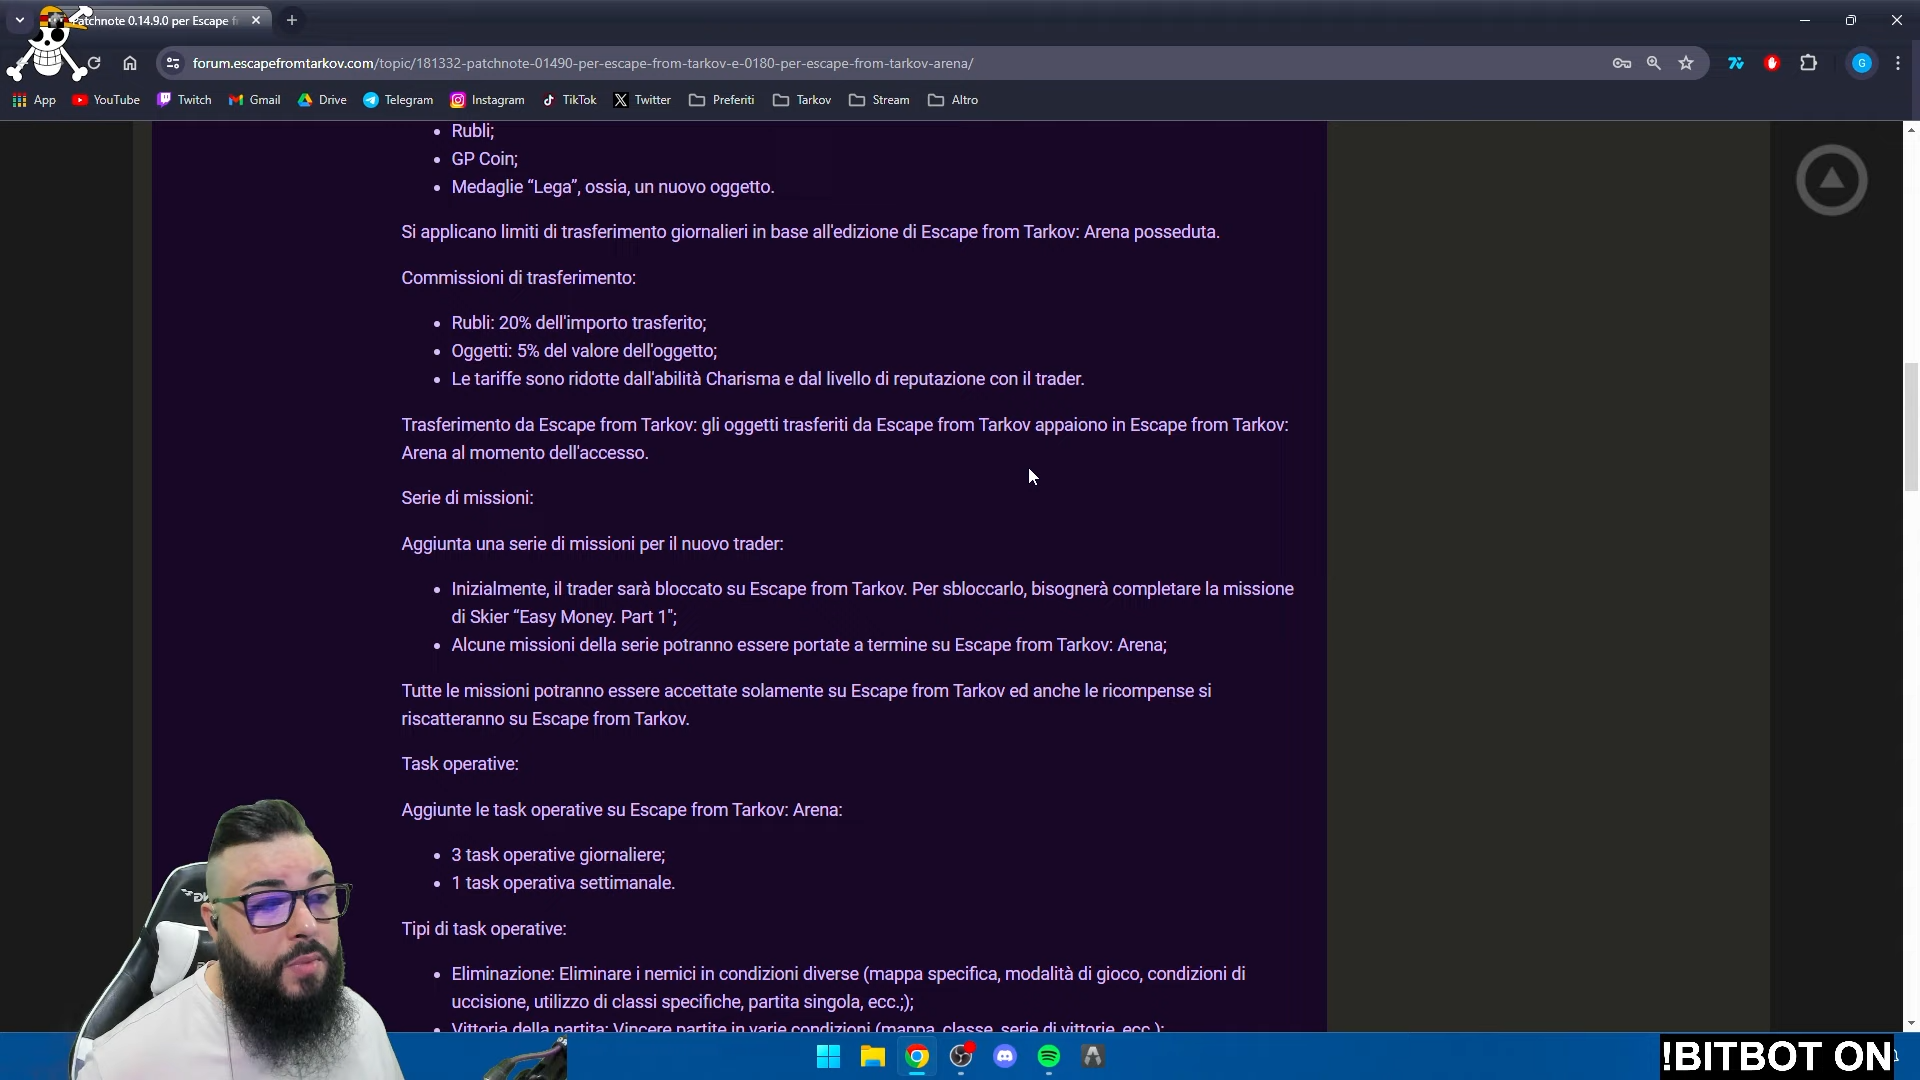 Patchnote 0.14.9.0 per Escape f
forum.escapefromtarkov.com/topic/181332-patchnote-01490-per-escape-from-tarkov-e-0180-per-escape-from-tarkov-arena/
G
App YouTube Twitch Gmail Drive Telegram Instagram TikTok Twitter Preferiti Tarkov Stream Altro
Rubli;
GP Coin;
Medaglie “Lega”, ossia, un nuovo oggetto.
Si applicano limiti di trasferimento giornalieri in base all'edizione di Escape from Tarkov: Arena posseduta.
Commissioni di trasferimento:
Rubli: 20% dell'importo trasferito;
Oggetti: 5% del valore dell'oggetto;
Le tariffe sono ridotte dall'abilità Charisma e dal livello di reputazione con il trader.
Trasferimento da Escape from Tarkov: gli oggetti trasferiti da Escape from Tarkov appaiono in Escape from Tarkov:
Arena al momento dell'accesso.
Serie di missioni:
Aggiunta una serie di missioni per il nuovo trader:
Inizialmente, il trader sarà bloccato su Escape from Tarkov. Per sbloccarlo, bisognerà completare la missione
di Skier “Easy Money. Part 1";
Alcune missioni della serie potranno essere portate a termine su Escape from Tarkov: Arena;
Tutte le missioni potranno essere accettate solamente su Escape from Tarkov ed anche le ricompense si
riscatteranno su Escape from Tarkov.
Task operative:
Aggiunte le task operative su Escape from Tarkov: Arena:
3 task operative giornaliere;
1 task operativa settimanale.
Tipi di task operative:
Eliminazione: Eliminare i nemici in condizioni diverse (mappa specifica, modalità di gioco, condizioni di
uccisione, utilizzo di classi specifiche, partita singola, ecc.;);
Vittoria della partita: Vincere partite in varie condizioni (mappa, classe, serie di vittorie, ecc.);
!BITBOT ON